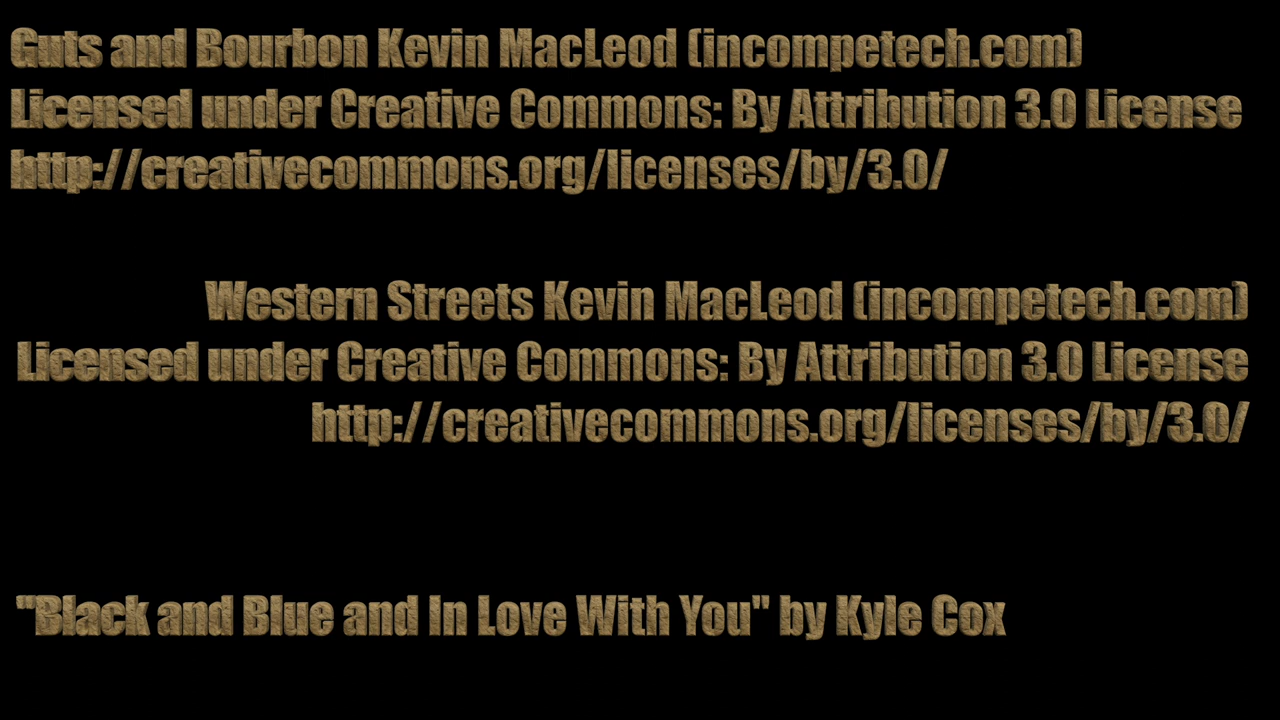 Guts and Bourbon Kevin MacLeod (incompetech.com)
Licensed under Creative Commons: By Attribution 3.0 License
http://creativecommons.org/licenses/by/3.0/
Western Streets Kevin MacLeod (incompetech.com)
Licensed under Creative Commons: By Attribution 3.0 License
http://creativecommons.org/licenses/by/3.0/
"Black and Blue and In Love With You" by Kyle Cox